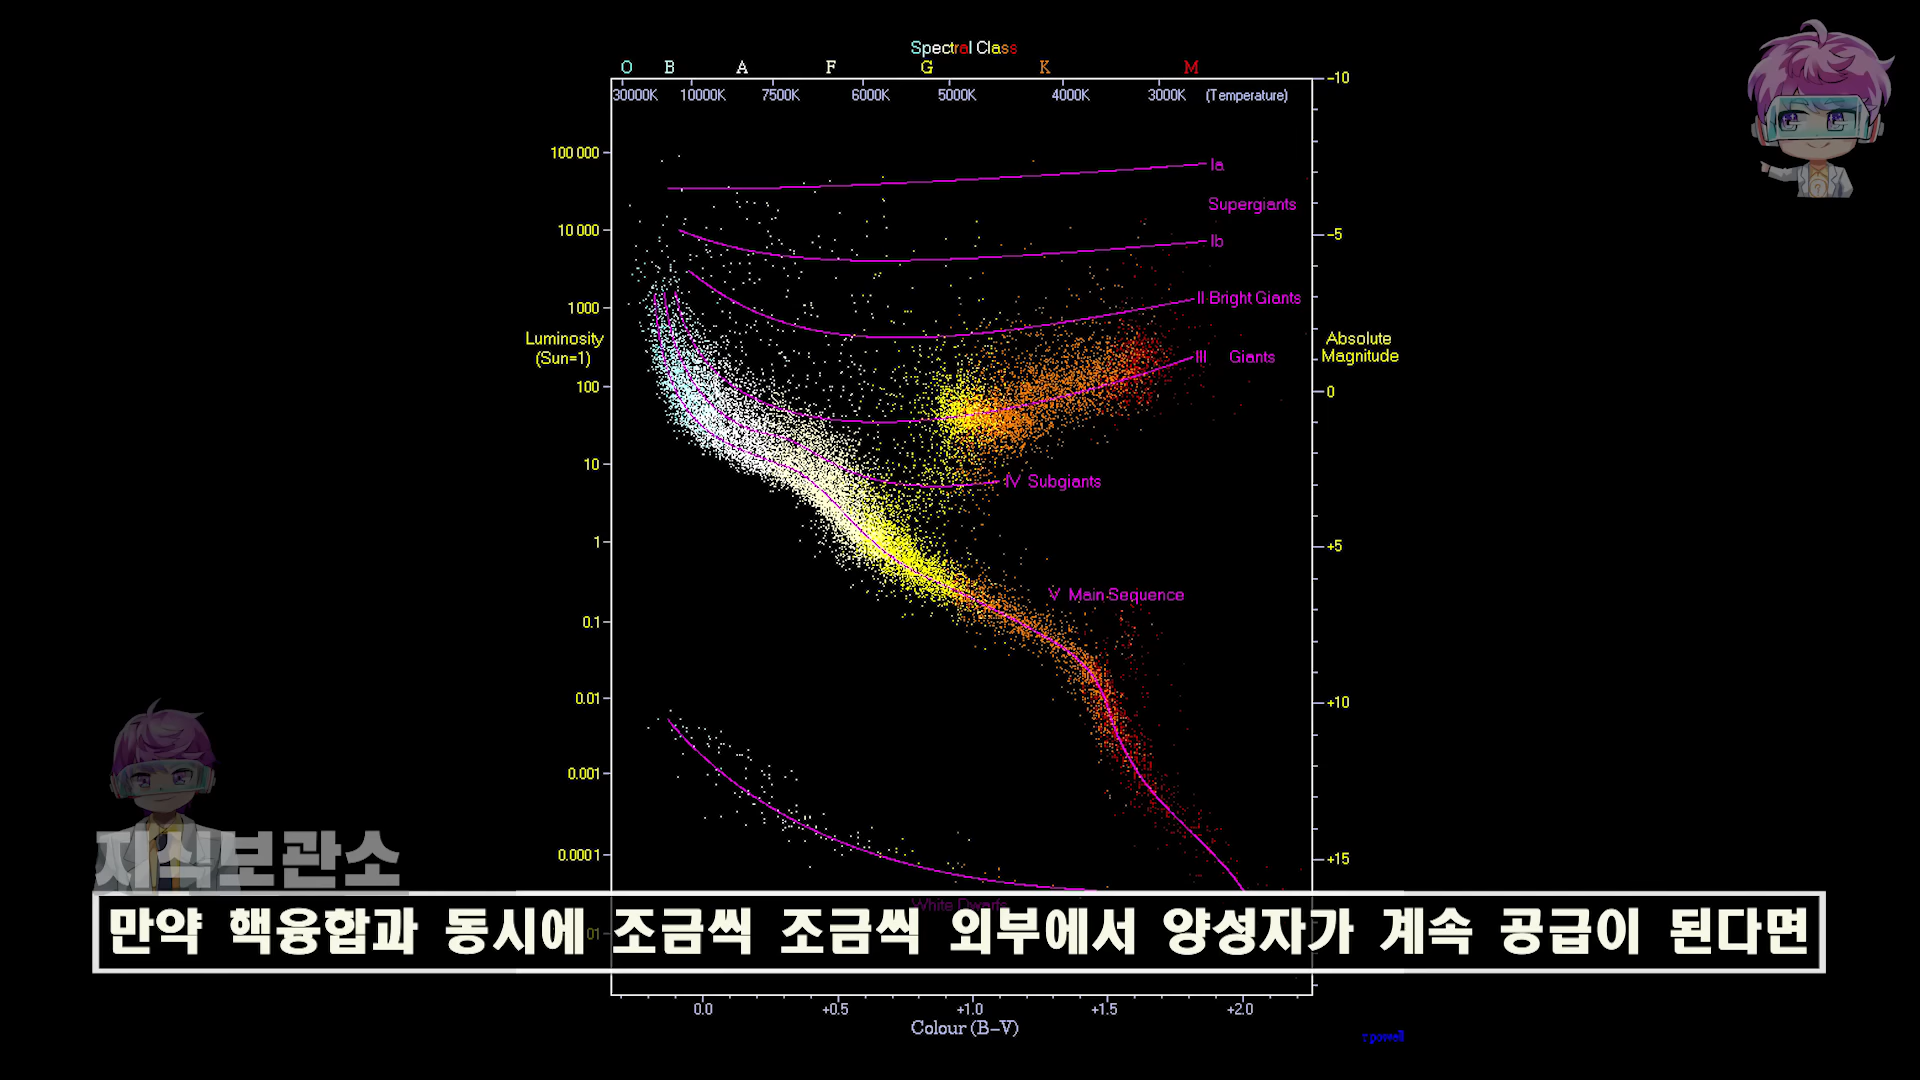 Spectral Class
O B A F G K M
30000K 10000K 7500K 6000K 5000K 4000K 3000K (Temperature)
-10
100 000
Ia
Supergiants
10 000
-5
Ib
1000
II Bright Giants
Luminosity
(Sun=1)
Absolute
Magnitude
III Giants
100
0
10
IV Subgiants
1
+5
V Main Sequence
0.1
0.01
+10
0.001
0.0001
+15
지식보관소
White Dwarfs
만약 핵융합과 동시에 조금씩 조금씩 외부에서 양성자가 계속 공급이 된다면
0.0 +0.5 +1.0 +1.5 +2.0
Colour (B-V)
rpowell